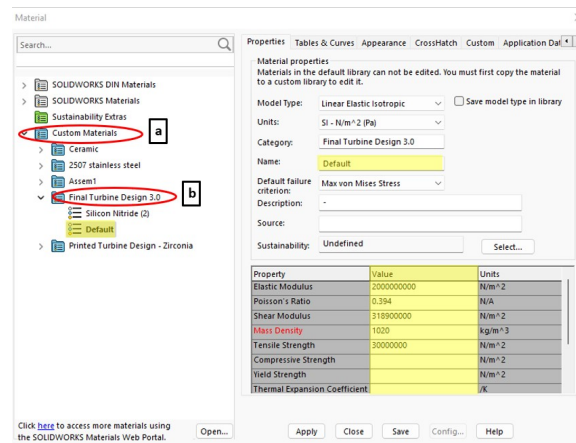 Material
Search...
SOLIDWORKS DIN Materials
SOLIDWORKS Materials
Sustainability Extras
Custom Materials
a
Ceramic
2507 stainless steel
Assem1
Final Turbine Design 3.0
b
Silicon Nitride (2)
Default
Printed Turbine Design - Zirconia
Click here to access more materials using
the SOLIDWORKS Materials Web Portal.
Open...
Properties Tables & Curves Appearance CrossHatch Custom Application Dat
Material properties
Materials in the default library can not be edited. You must first copy the material
to a custom library to edit it.
Model Type: Linear Elastic Isotropic Save model type in library
Units: SI - N/m^2 (Pa)
Category: Final Turbine Design 3.0
Name: Default
Default failure
criterion: Max von Mises Stress
Description: -
Source:
Sustainability: Undefined Select...
Property Value Units
Elastic Modulus 2000000000 N/m^2
Poisson's Ratio 0.394 N/A
Shear Modulus 318900000 N/m^2
Mass Density 1020 kg/m^3
Tensile Strength 30000000 N/m^2
Compressive Strength N/m^2
Yield Strength N/m^2
Thermal Expansion Coefficient /K
Apply Close Save Config... Help